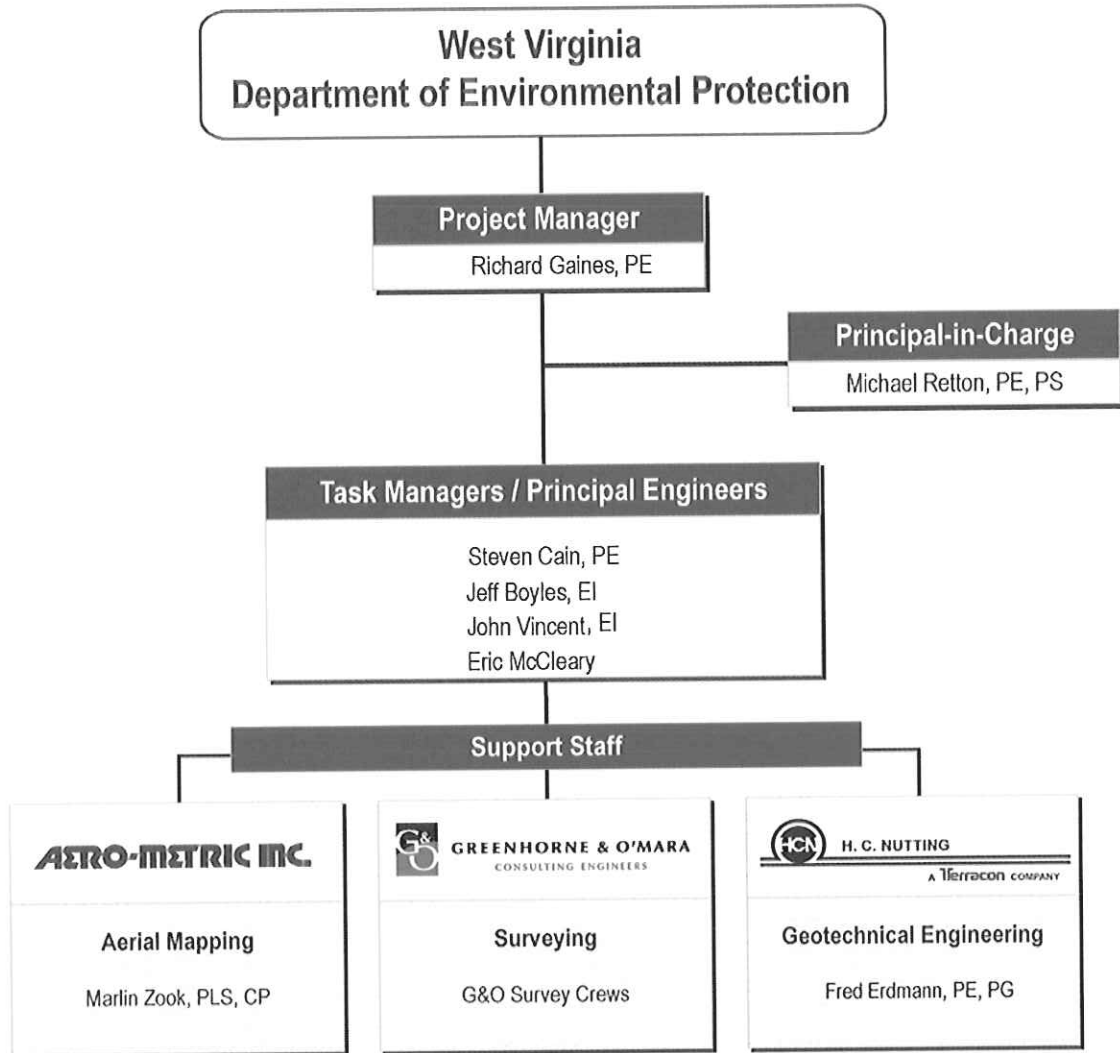 West Virginia
Department of Environmental Protection
Project Manager
Richard Gaines, PE
Principal-in-Charge
Michael Retton, PE, PS
Task Managers / Principal Engineers
Steven Cain, PE
Jeff Boyles, EI
John Vincent, EI
Eric McCleary
Support Staff
AERO-METRIC INC.
Aerial Mapping
Marlin Zook, PLS, CP
G&O
GREENHORNE & O'MARA
CONSULTING ENGINEERS
Surveying
G&O Survey Crews
HCN
H. C. NUTTING
A Terracon COMPANY
Geotechnical Engineering
Fred Erdmann, PE, PG